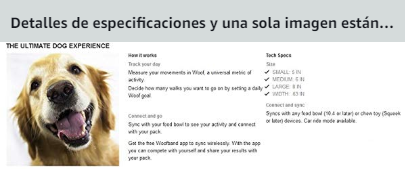 Detalles de especificaciones y una sola imagen están...
THE ULTIMATE DOG EXPERIENCE
How it works
Track your day
Measure your movements in Woof, a universal metric of activity.
Decide how many walks you want to go on by setting a daily Woof goal.
Connect and go
Sync with your food bowl to see your activity and connect with your pack.
Get the free Woofband app to sync wirelessly. With the app you can compete with yourself and share your results with your pack.
Tech Specs
Size
✓ SMALL: 5 IN
✓ MEDIUM: 6 IN
✓ LARGE: 8 IN
✓ WIDTH: .63 IN
Connect and sync
Syncs with any food bowl (10.4 or later) or chew toy (Squeek or later) devices. Car ride mode available.